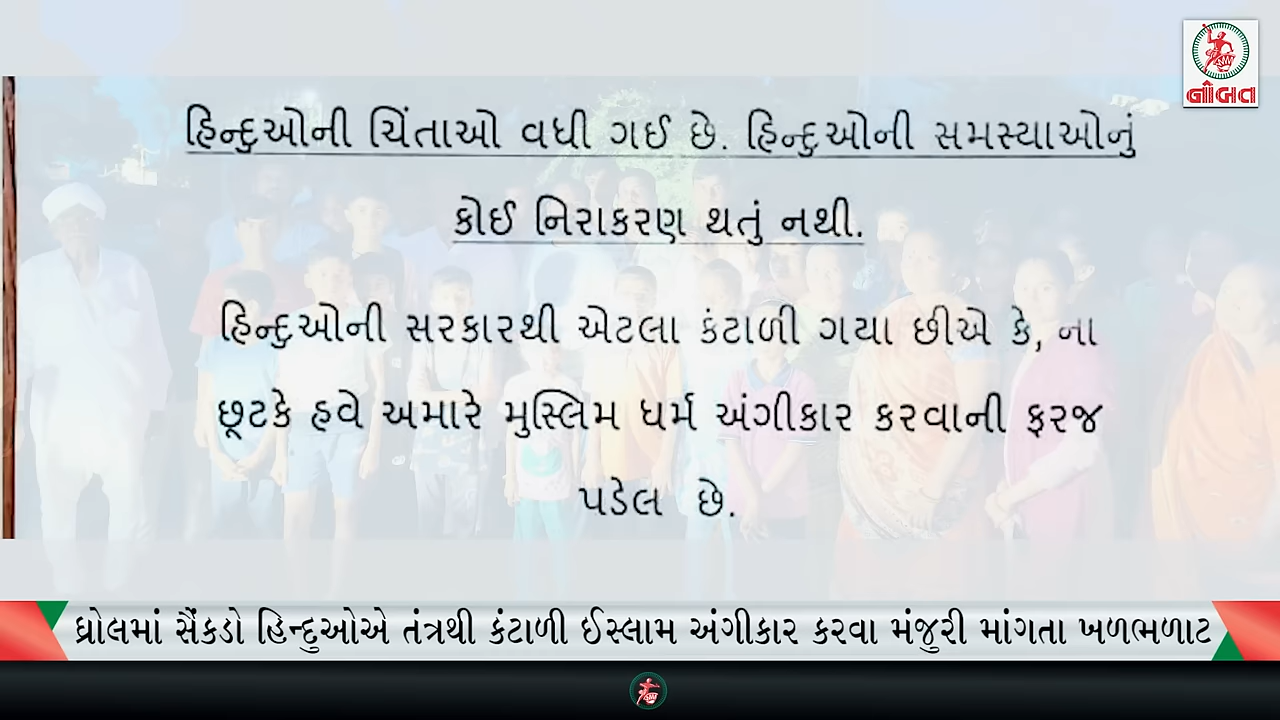 નોબત
હિન્દુઓની ચિંતાઓ વધી ગઈ છે. હિન્દુઓની સમસ્યાઓનું
કોઈ નિરાકરણ થતું નથી.
હિન્દુઓની સરકારથી એટલા કંટાળી ગયા છીએ કે, ના
છૂટકે હવે અમારે મુસ્લિમ ધર્મ અંગીકાર કરવાની ફરજ
પડેલ છે.
ધ્રોલમાં સૈંકડો હિન્દુઓએ તંત્રથી કંટાળી ઈસ્લામ અંગીકાર કરવા મંજુરી માંગતા ખળભળાટ